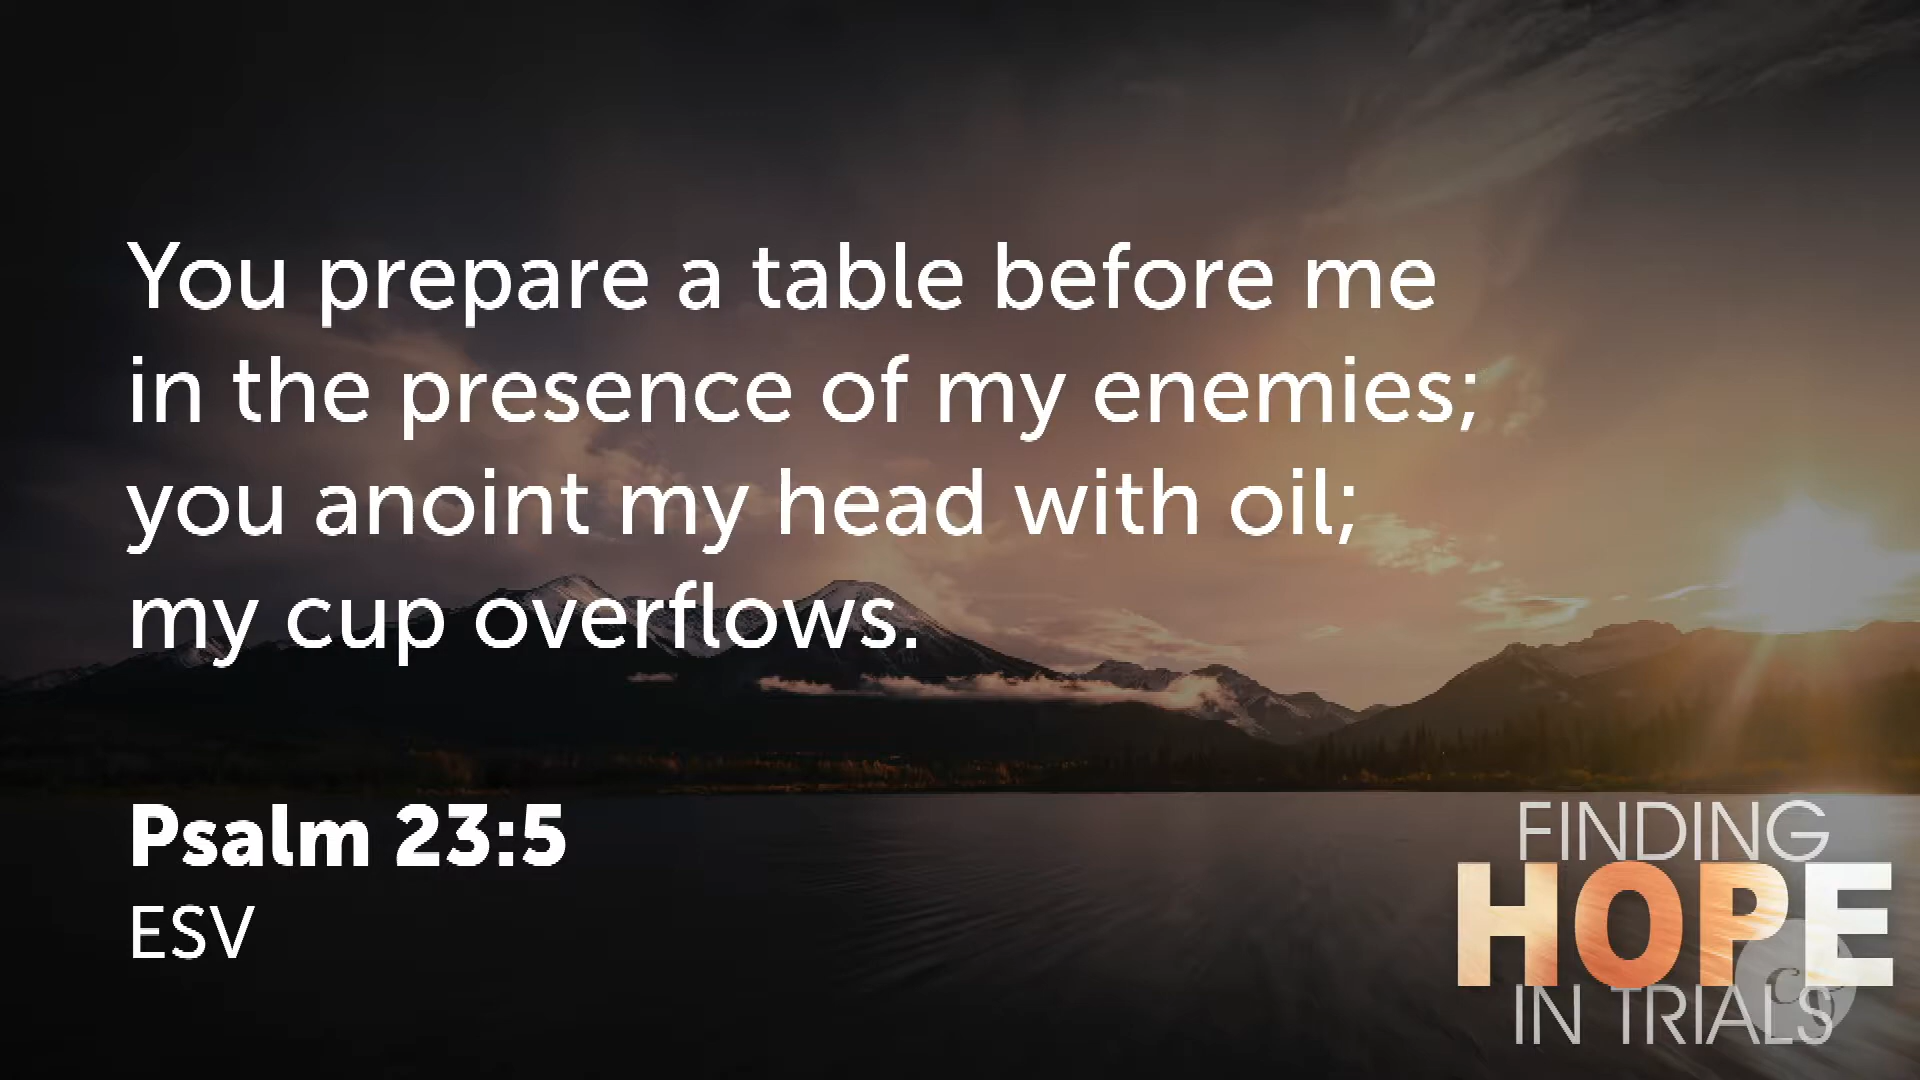 You prepare a table before me
in the presence of my enemies;
you anoint my head with oil;
my cup overflows.
Psalm 23:5
ESV
FINDING
HOPE
IN TRIALS